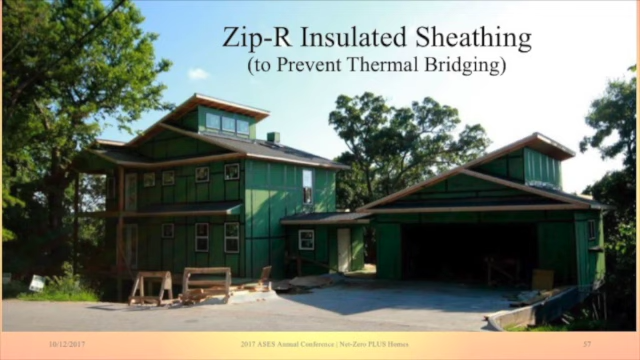 Zip-R Insulated Sheathing
(to Prevent Thermal Bridging)
10/12/2017
2017 ASES Annual Conference | Net-Zero PLUS Homes
37